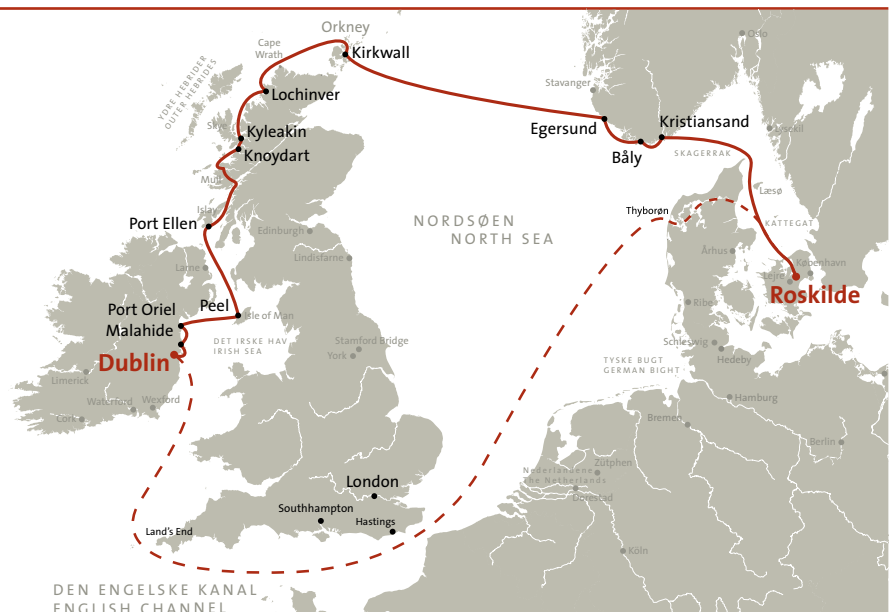 Orkney
Cape
Wrath
Kirkwall
Oslo
YDRE HEBRIDER
OUTER HEBRIDES
Stavanger
Lochinver
Skye
Kyleakin
Egersund
Kristiansand
Lysekil
Knoydart
Båly
SKAGERRAK
Mull
Læsø
Islay
Thyborøn
Port Ellen
NORDSØEN
NORTH SEA
KATTEGAT
Edinburgh
Århus
Lindisfarne
København
Larne
Lejre
Roskilde
Port Oriel
Peel
Isle of Man
Ribe
Malahide
DET IRSKE HAV
IRISH SEA
Stamford Bridge
York
Schleswig
Hedeby
Dublin
TYSKE BUGT
GERMAN BIGHT
Limerick
Waterford
Wexford
Hamburg
Cork
Bremen
Berlin
London
Nederlandene
The Netherlands
Zütphen
Dorestad
Southhampton
Hastings
Land's End
Köln
DEN ENGELSKE KANAL
ENGLISH CHANNEL